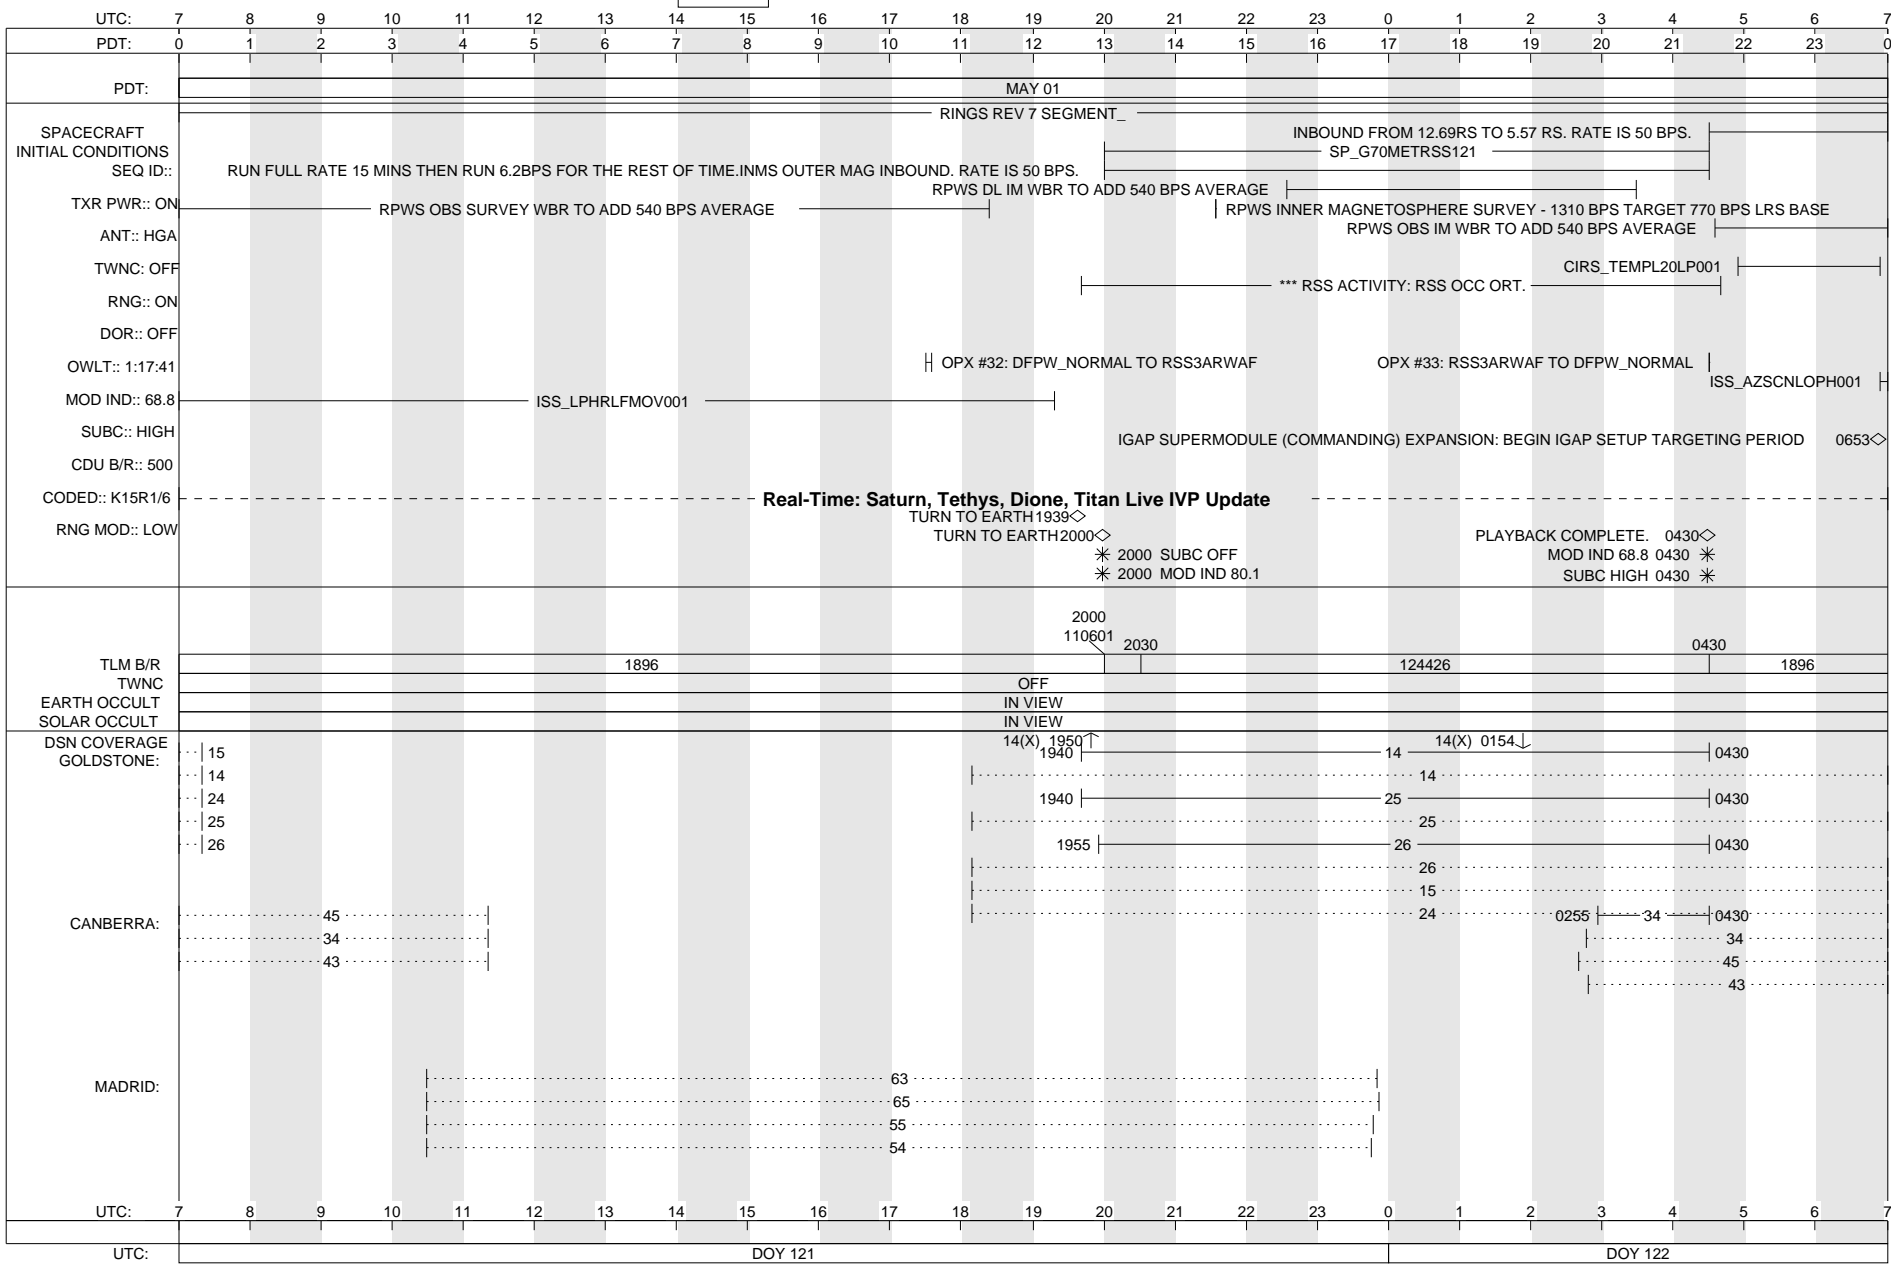 UTC: 7 8 9 10 11 12 13 14 15 16 17 18 19 20 21 22 23 0 1 2 3 4 5 6 7
PDT: 0 1 2 3 4 5 6 7 8 9 10 11 12 13 14 15 16 17 18 19 20 21 22 23 0
PDT: MAY 01
RINGS REV 7 SEGMENT_
SPACECRAFT INBOUND FROM 12.69RS TO 5.57 RS. RATE IS 50 BPS.
INITIAL CONDITIONS SP_G70METRSS121
SEQ ID:: RUN FULL RATE 15 MINS THEN RUN 6.2BPS FOR THE REST OF TIME.INMS OUTER MAG INBOUND. RATE IS 50 BPS.
RPWS DL IM WBR TO ADD 540 BPS AVERAGE
TXR PWR:: ON RPWS OBS SURVEY WBR TO ADD 540 BPS AVERAGE RPWS INNER MAGNETOSPHERE SURVEY - 1310 BPS TARGET 770 BPS LRS BASE
ANT:: HGA RPWS OBS IM WBR TO ADD 540 BPS AVERAGE
TWNC: OFF CIRS_TEMPL20LP001
*** RSS ACTIVITY: RSS OCC ORT.
RNG:: ON
DOR:: OFF
OWLT:: 1:17:41 OPX #32: DFPW_NORMAL TO RSS3ARWAF OPX #33: RSS3ARWAF TO DFPW_NORMAL
ISS_AZSCNLOPH001
MOD IND:: 68.8 ISS_LPHRLFMOV001
SUBC:: HIGH IGAP SUPERMODULE (COMMANDING) EXPANSION: BEGIN IGAP SETUP TARGETING PERIOD 0653
CDU B/R:: 500
CODED:: K15R1/6 Real-Time: Saturn, Tethys, Dione, Titan Live IVP Update
TURN TO EARTH1939
RNG MOD:: LOW TURN TO EARTH2000 PLAYBACK COMPLETE. 0430
2000 SUBC OFF MOD IND 68.8 0430
2000 MOD IND 80.1 SUBC HIGH 0430
2000
110601 2030 0430
TLM B/R 1896 124426 1896
TWNC OFF
EARTH OCCULT IN VIEW
SOLAR OCCULT IN VIEW
DSN COVERAGE 14(X) 1950 14(X) 0154
GOLDSTONE: 15 1940 14 0430
14 14
24 1940 25 0430
25 25
26 1955 26 0430
26
15
24
CANBERRA: 45 0255 34 0430
34 34
43 45
43
MADRID: 63
65
55
54
UTC: 7 8 9 10 11 12 13 14 15 16 17 18 19 20 21 22 23 0 1 2 3 4 5 6 7
UTC: DOY 121 DOY 122